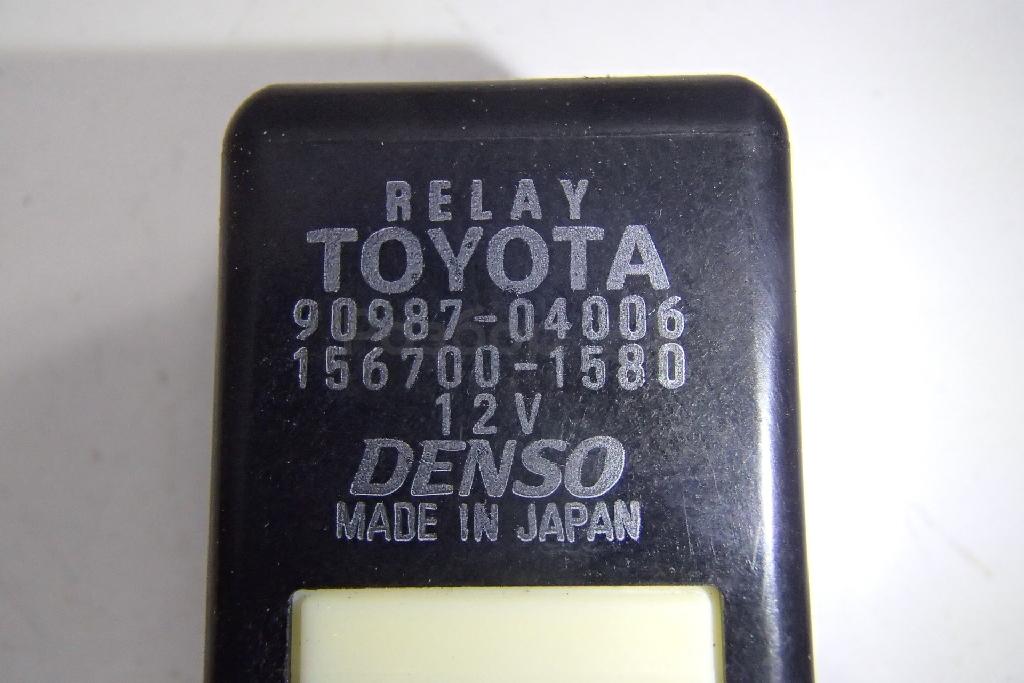 RELAY
TOYOTA
90987-04006
156700-1580
12V
DENSO
MADE IN JAPAN